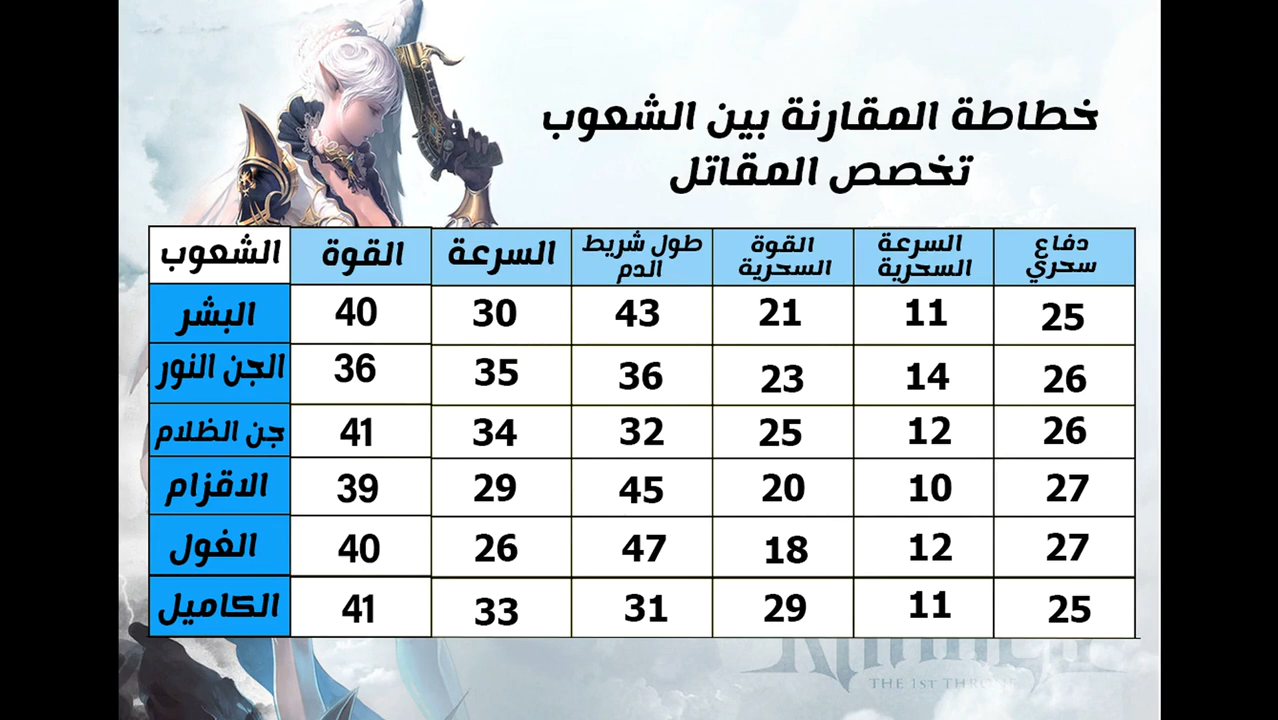 خطاطة المقارنة بين الشعوب
تخصص المقاتل
الشعوب القوة السرعة طول شريط الدم القوة السحرية السرعة السحرية دفاع سحري
البشر 40 30 43 21 11 25
الجن النور 36 35 36 23 14 26
جن الظلام 41 34 32 25 12 26
الاقزام 39 29 45 20 10 27
الغول 40 26 47 18 12 27
الكاميل 41 33 31 29 11 25
THE 1ST THRONE